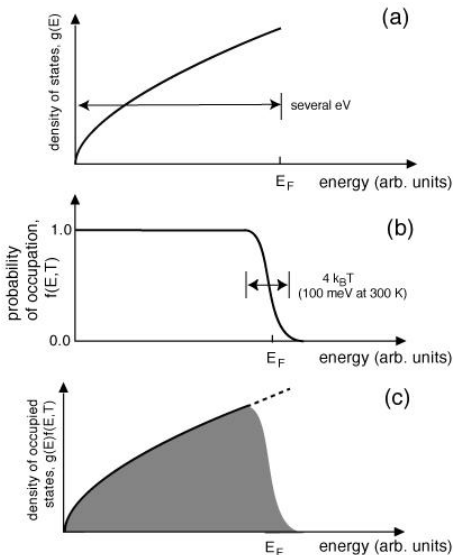 (a)
density of states, g(E)
several eV
E_F
energy (arb. units)
(b)
probability
of occupation,
f(E,T)
1.0
0.0
4 k_BT
(100 meV at 300 K)
E_F
energy (arb. units)
(c)
density of occupied
states, g(E)f(E,T)
E_F
energy (arb. units)